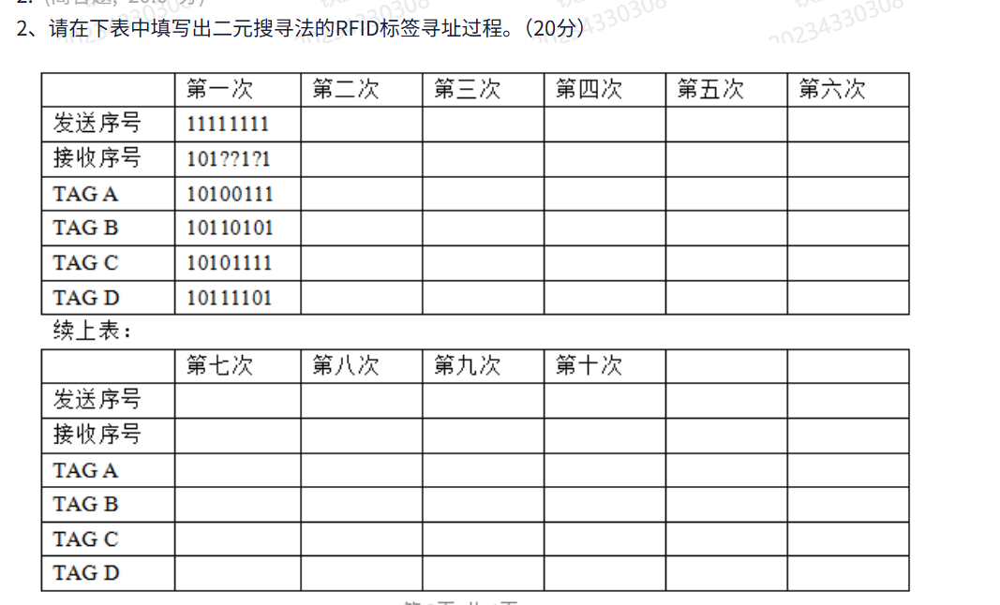 2、请在下表中填写出二元搜寻法的RFID标签寻址过程。（20分）
第一次 第二次 第三次 第四次 第五次 第六次
发送序号 11111111
接收序号 101??1?1
TAG A 10100111
TAG B 10110101
TAG C 10101111
TAG D 10111101
续上表：
第七次 第八次 第九次 第十次
发送序号
接收序号
TAG A
TAG B
TAG C
TAG D